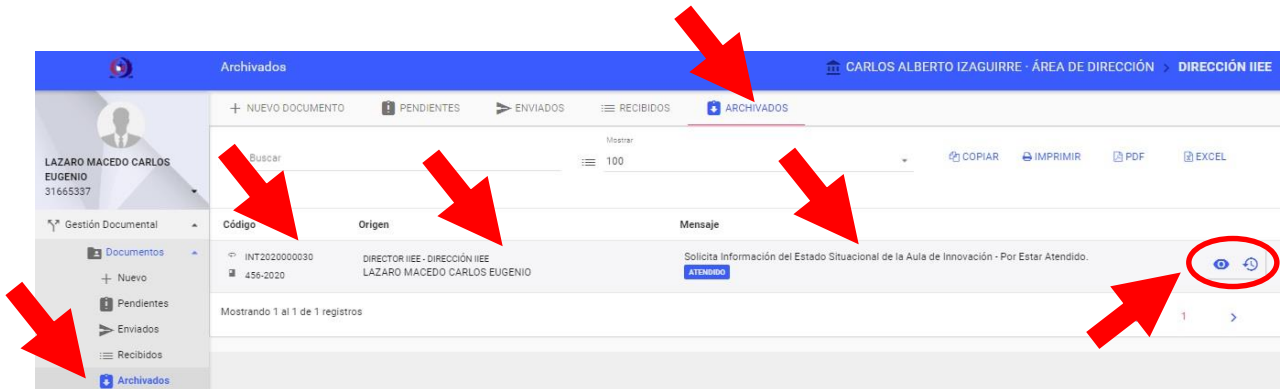 Archivados
CARLOS ALBERTO IZAGUIRRE - ÁREA DE DIRECCIÓN > DIRECCIÓN IIEE
NUEVO DOCUMENTO PENDIENTES ENVIADOS RECIBIDOS ARCHIVADOS
LAZARO MACEDO CARLOS
EUGENIO
31665337
Buscar
Mostrar
100
COPIAR IMPRIMIR PDF EXCEL
Gestión Documental
Documentos
Nuevo
Pendientes
Enviados
Recibidos
Archivados
Código Origen Mensaje
INT2020000030
456-2020
DIRECTOR IIEE - DIRECCIÓN IIEE
LAZARO MACEDO CARLOS EUGENIO
Solicita Información del Estado Situacional de la Aula de Innovación - Por Estar Atendido.
ATENDIDO
Mostrando 1 al 1 de 1 registros
1